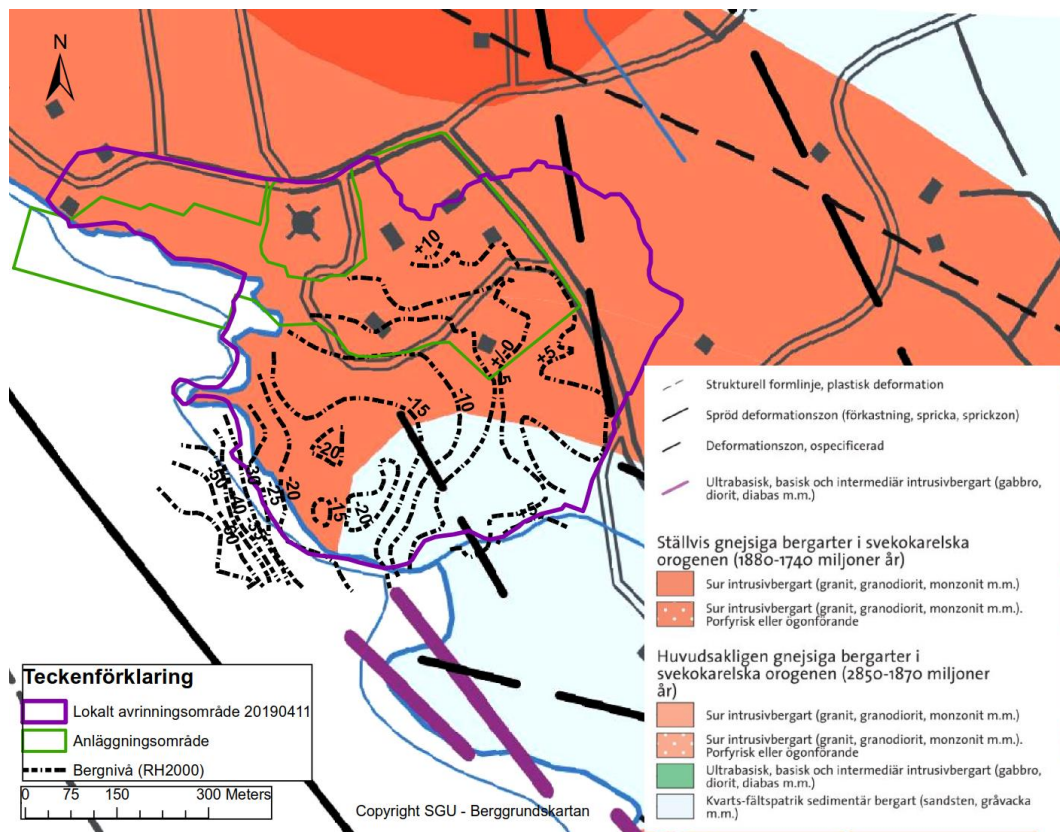 N
+10
+/-0
+5
-5
-10
-15
-20
-20
-25
-30
-50
-40
-35
-60
-15
-20
+5
Strukturell formlinje, plastisk deformation
Spröd deformationszon (förkastning, spricka, sprickzon)
Deformationszon, ospecificerad
Ultrabasisk, basisk och intermediär intrusivbergart (gabbro,
diorit, diabas m.m.)
Ställvis gnejsiga bergarter i svekokarelska
orogenen (1880-1740 miljoner år)
Sur intrusivbergart (granit, granodiorit, monzonit m.m.)
Sur intrusivbergart (granit, granodiorit, monzonit m.m.).
Porfyrisk eller ögonförande
Huvudsakligen gnejsiga bergarter i
svekokarelska orogenen (2850-1870 miljoner
år)
Sur intrusivbergart (granit, granodiorit, monzonit m.m.)
Sur intrusivbergart (granit, granodiorit, monzonit m.m.).
Porfyrisk eller ögonförande
Ultrabasisk, basisk och intermediär intrusivbergart (gabbro,
diorit, diabas m.m.)
Kvarts-fältspatrik sedimentär bergart (sandsten, gråvacka
m.m.)
Teckenförklaring
Lokalt avrinningsområde 20190411
Anläggningsområde
Bergnivå (RH2000)
0 75 150 300 Meters
Copyright SGU - Berggrundskartan